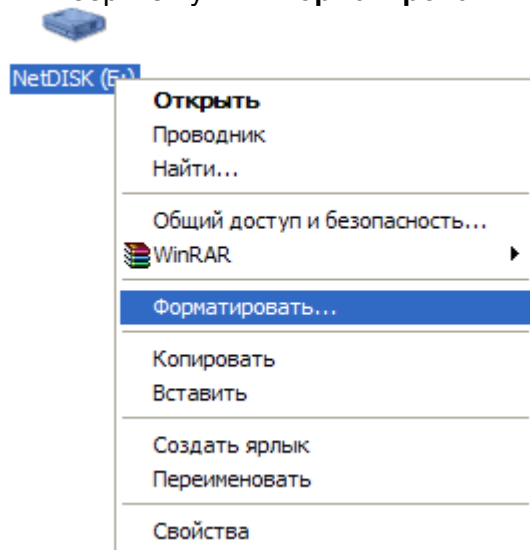 NetDISK (E:)
Открыть
Проводник
Найти...
Общий доступ и безопасность...
WinRAR
Форматировать...
Копировать
Вставить
Создать ярлык
Переименовать
Свойства